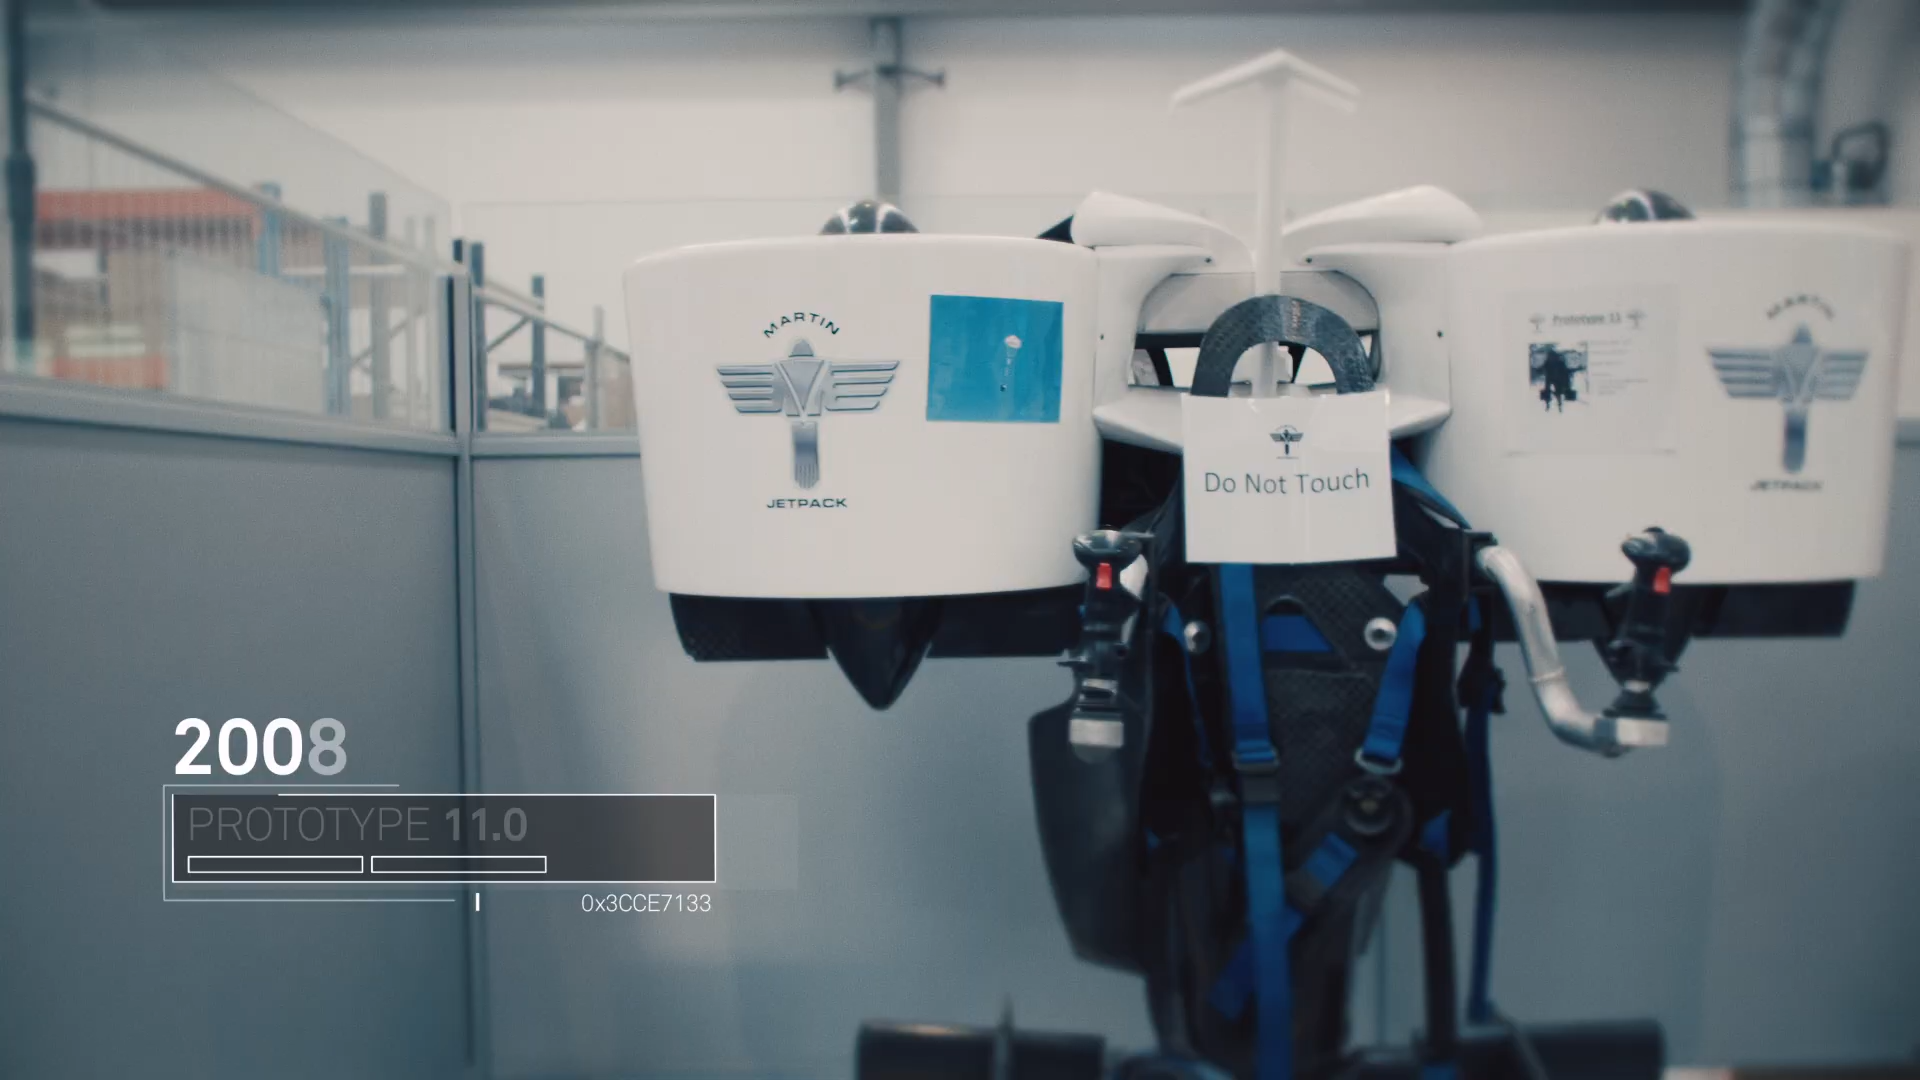 MARTIN
JETPACK
Do Not Touch
Prototype 11
MARTIN
JETPACK
2008
PROTOTYPE 11.0
0x3CCE7133